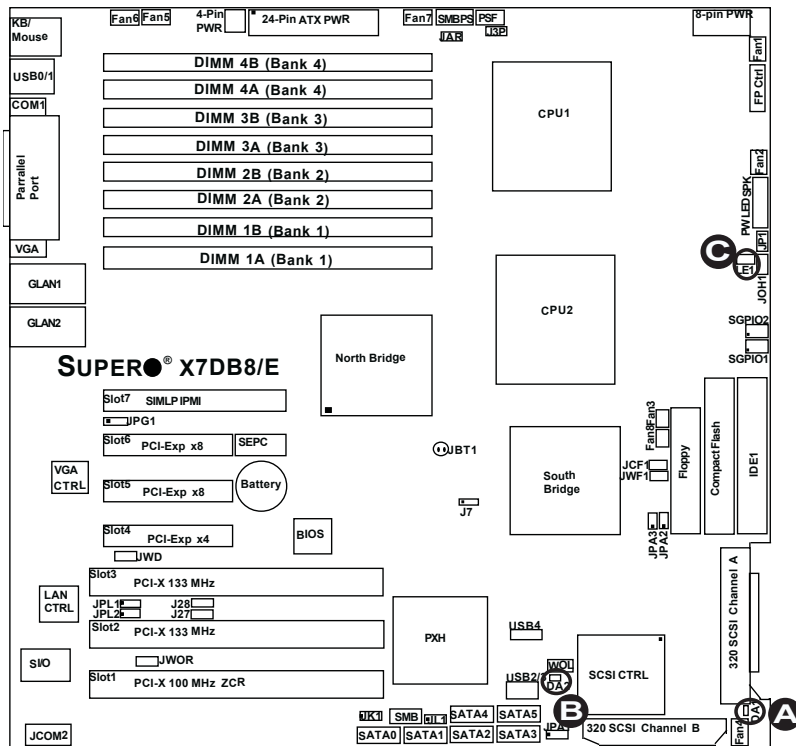 KB/
Mouse
Fan6
Fan5
4-Pin
PWR
24-Pin ATX PWR
Fan7
SMBPS
PSF
JAR
J3P
8-pin PWR
Fan1
FP Ctrl
USB0/1
COM1
Parrallel
Port
VGA
GLAN1
GLAN2
DIMM 4B (Bank 4)
DIMM 4A (Bank 4)
DIMM 3B (Bank 3)
DIMM 3A (Bank 3)
DIMM 2B (Bank 2)
DIMM 2A (Bank 2)
DIMM 1B (Bank 1)
DIMM 1A (Bank 1)
CPU1
CPU2
Fan2
PWLEDSPK
JP1
C
LE1
JOH1
SGPIO2
SGPIO1
SUPER® X7DB8/E
North Bridge
Slot7
SIMLP IPMI
JPG1
Slot6
PCI-Exp x8
SEPC
VGA
CTRL
Slot5
PCI-Exp x8
Battery
Slot4
PCI-Exp x4
BIOS
JWD
JBT1
J7
South
Bridge
Fan8
Fan3
JCF1
JWF1
Floppy
Compact Flash
IDE1
JPA3
JPA2
Slot3
PCI-X 133 MHz
LAN
CTRL
JPL1
JPL2
J28
J27
Slot2
PCI-X 133 MHz
JWOR
SI/O
Slot1
PCI-X 100 MHz ZCR
PXH
USB4
WOL
USB2/3
DA2
B
SCSI CTRL
320 SCSI Channel A
DA1
A
Fan4
JCOM2
JK1
SMB
JL1
SATA4
SATA5
SATA0
SATA1
SATA2
SATA3
320 SCSI Channel B